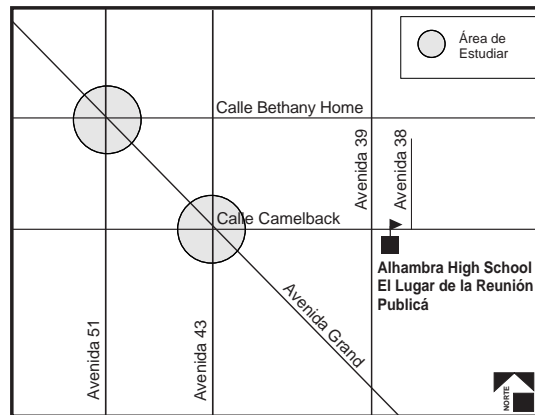 Área de
Estudiar
Calle Bethany Home
Avenida 39
Avenida 38
Calle Camelback
Alhambra High School
El Lugar de la Reunión
Publicá
Avenida Grand
Avenida 51
Avenida 43
NORTE